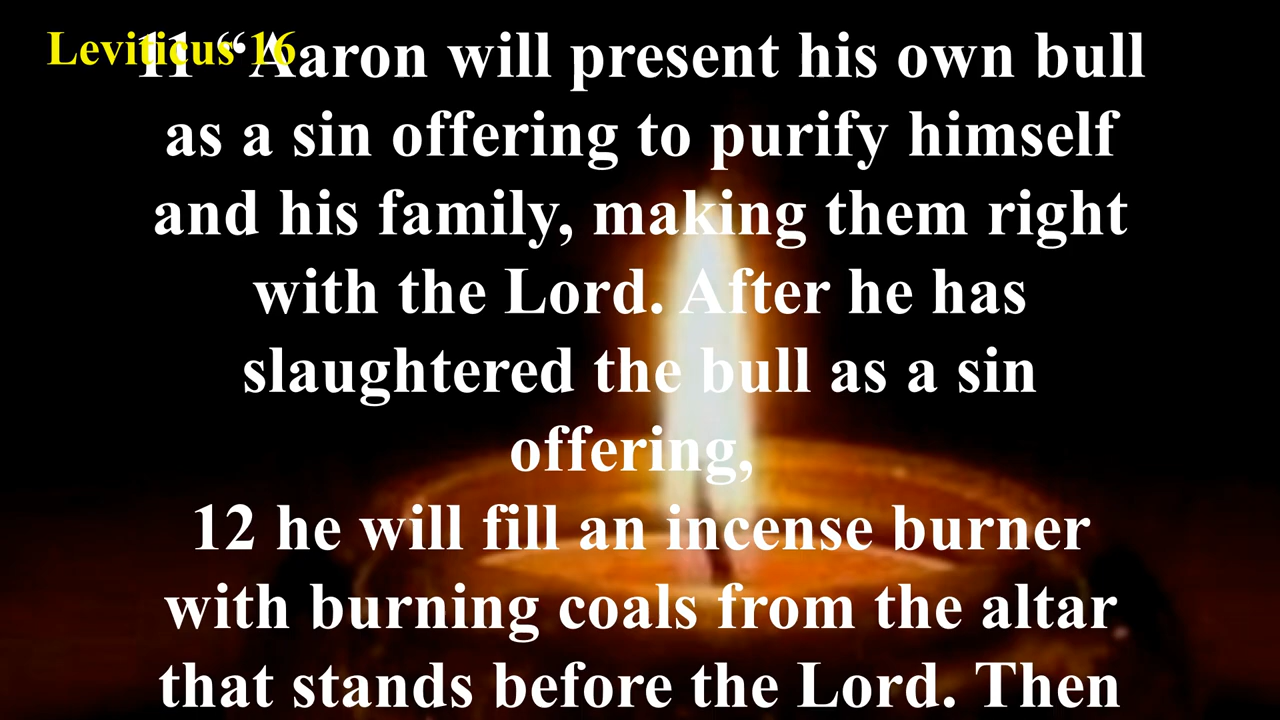 Leviticus 16
11 “Aaron will present his own bull
as a sin offering to purify himself
and his family, making them right
with the Lord. After he has
slaughtered the bull as a sin
offering,
12 he will fill an incense burner
with burning coals from the altar
that stands before the Lord. Then